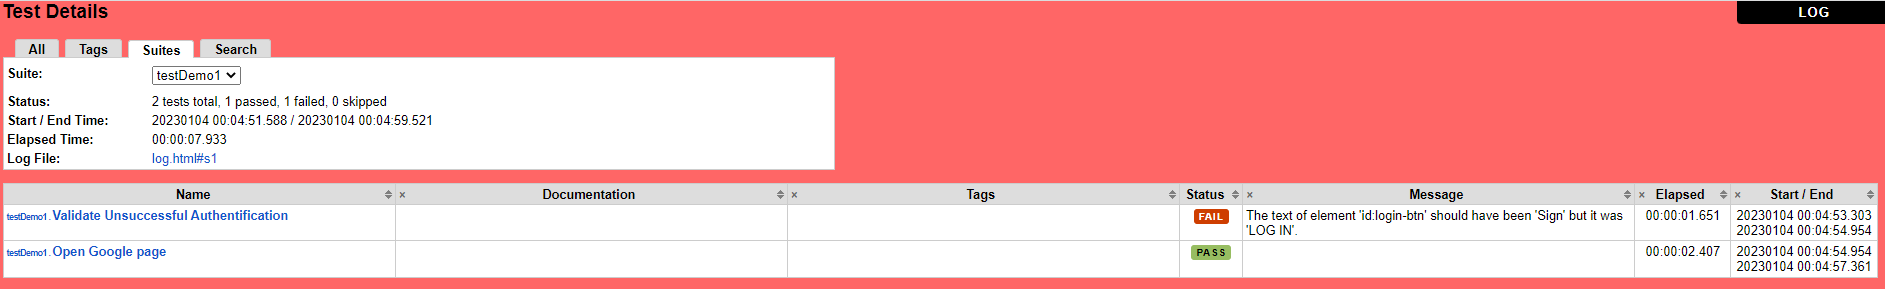 Test Details
LOG
All Tags Suites Search
Suite: testDemo1
Status: 2 tests total, 1 passed, 1 failed, 0 skipped
Start / End Time: 20230104 00:04:51.588 / 20230104 00:04:59.521
Elapsed Time: 00:00:07.933
Log File: log.html#s1
Name × Documentation × Tags Status × Message × Elapsed × Start / End
testDemo1. Validate Unsuccessful Authentification FAIL The text of element 'id:login-btn' should have been 'Sign' but it was 00:00:01.651 20230104 00:04:53.303
'LOG IN'. 20230104 00:04:54.954
testDemo1. Open Google page PASS 00:00:02.407 20230104 00:04:54.954
20230104 00:04:57.361